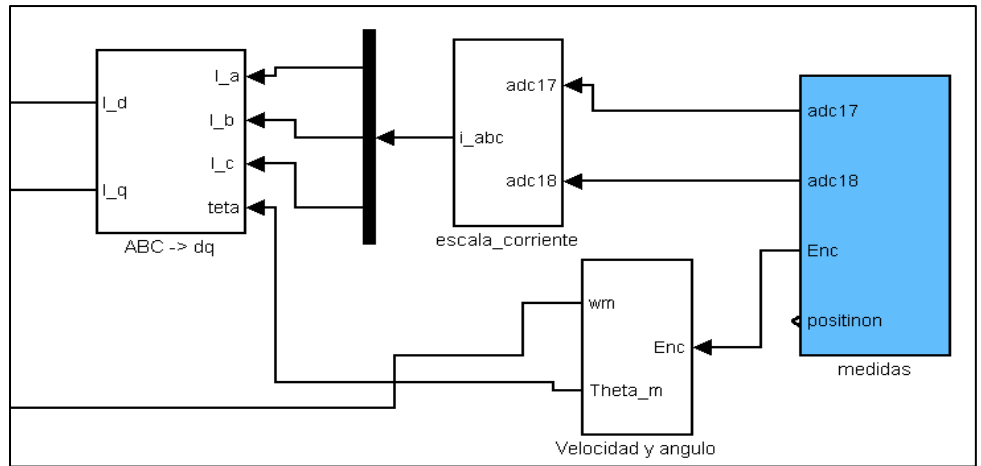 I_d
I_q
I_a
I_b
I_c
teta
ABC -> dq
i_abc
adc17
adc18
escala_corriente
adc17
adc18
Enc
positinon
medidas
wm
Enc
Theta_m
Velocidad y angulo